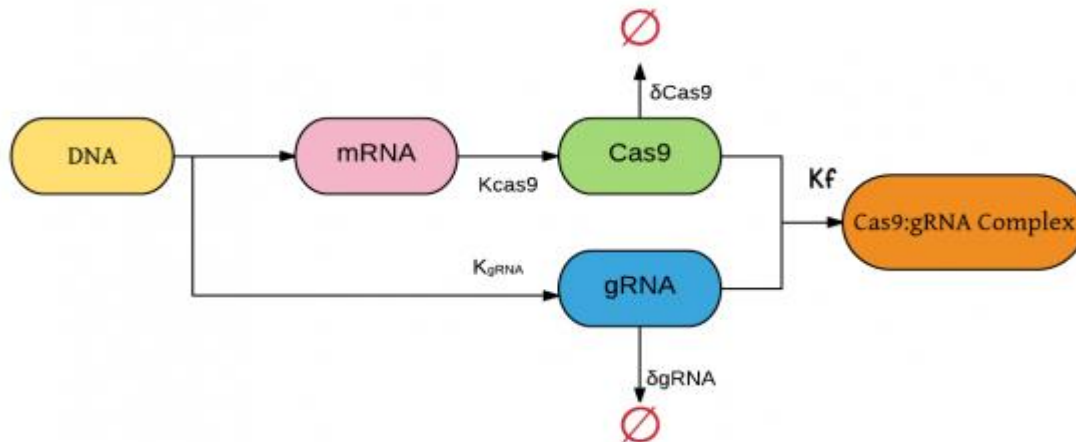 ∅
δCas9
DNA
mRNA
Kcas9
Cas9
Kf
Cas9:gRNA Complex
KgRNA
gRNA
δgRNA
∅